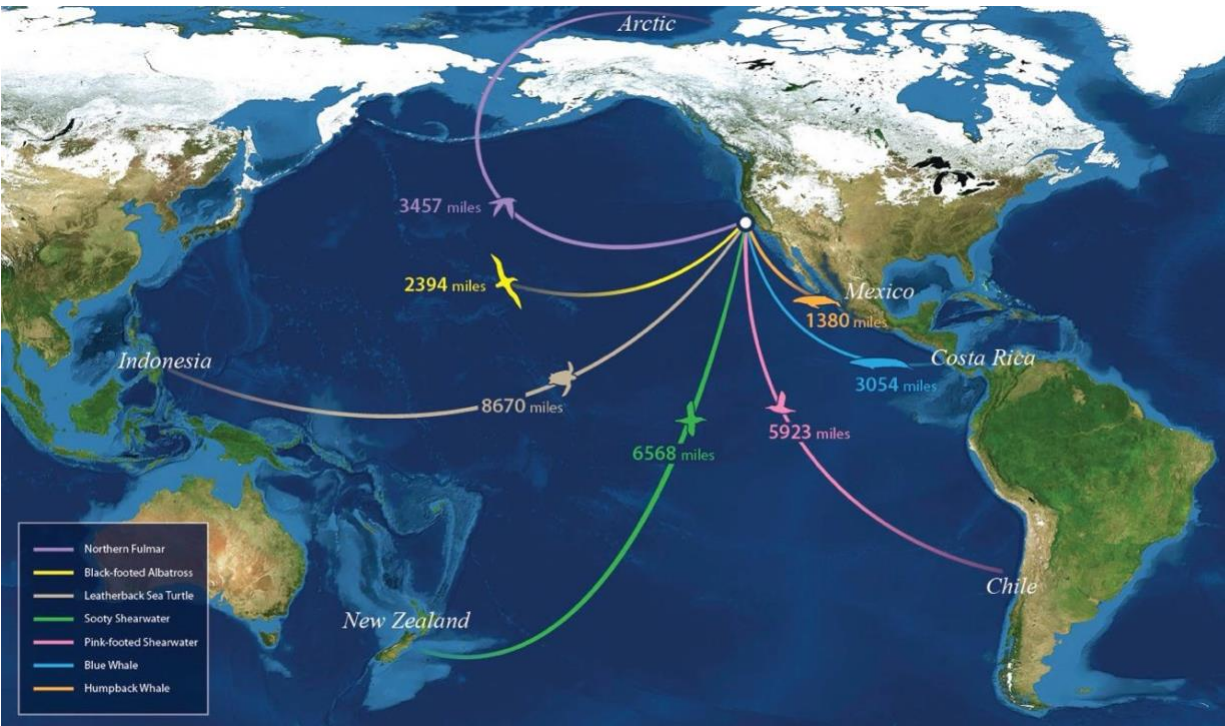 Arctic
3457 miles
2394 miles
Mexico
1380 miles
Indonesia
Costa Rica
3054 miles
8670 miles
5923 miles
6568 miles
Northern Fulmar
Black-footed Albatross
Leatherback Sea Turtle
Sooty Shearwater
Pink-footed Shearwater
Blue Whale
Humpback Whale
Chile
New Zealand